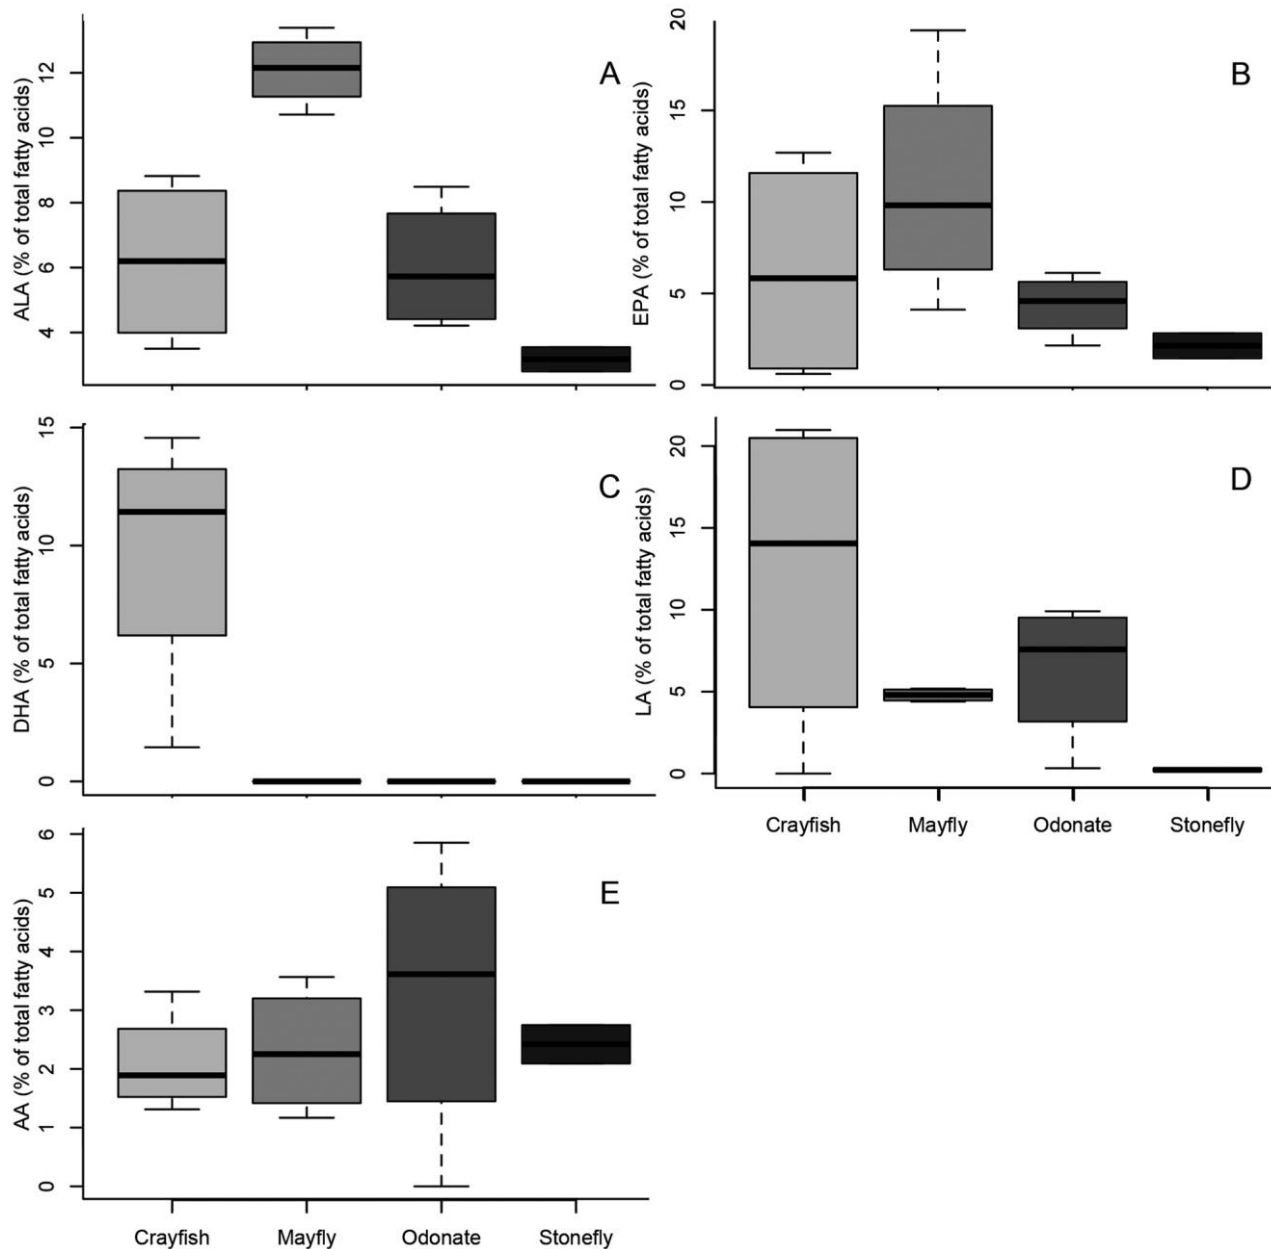 ALA (% of total fatty acids)
12
10
8
6
4
A
EPA (% of total fatty acids)
20
15
10
5
0
B
DHA (% of total fatty acids)
15
10
5
0
C
LA (% of total fatty acids)
20
15
10
5
0
D
Crayfish Mayfly Odonate Stonefly
AA (% of total fatty acids)
6
5
4
3
2
1
0
E
Crayfish Mayfly Odonate Stonefly